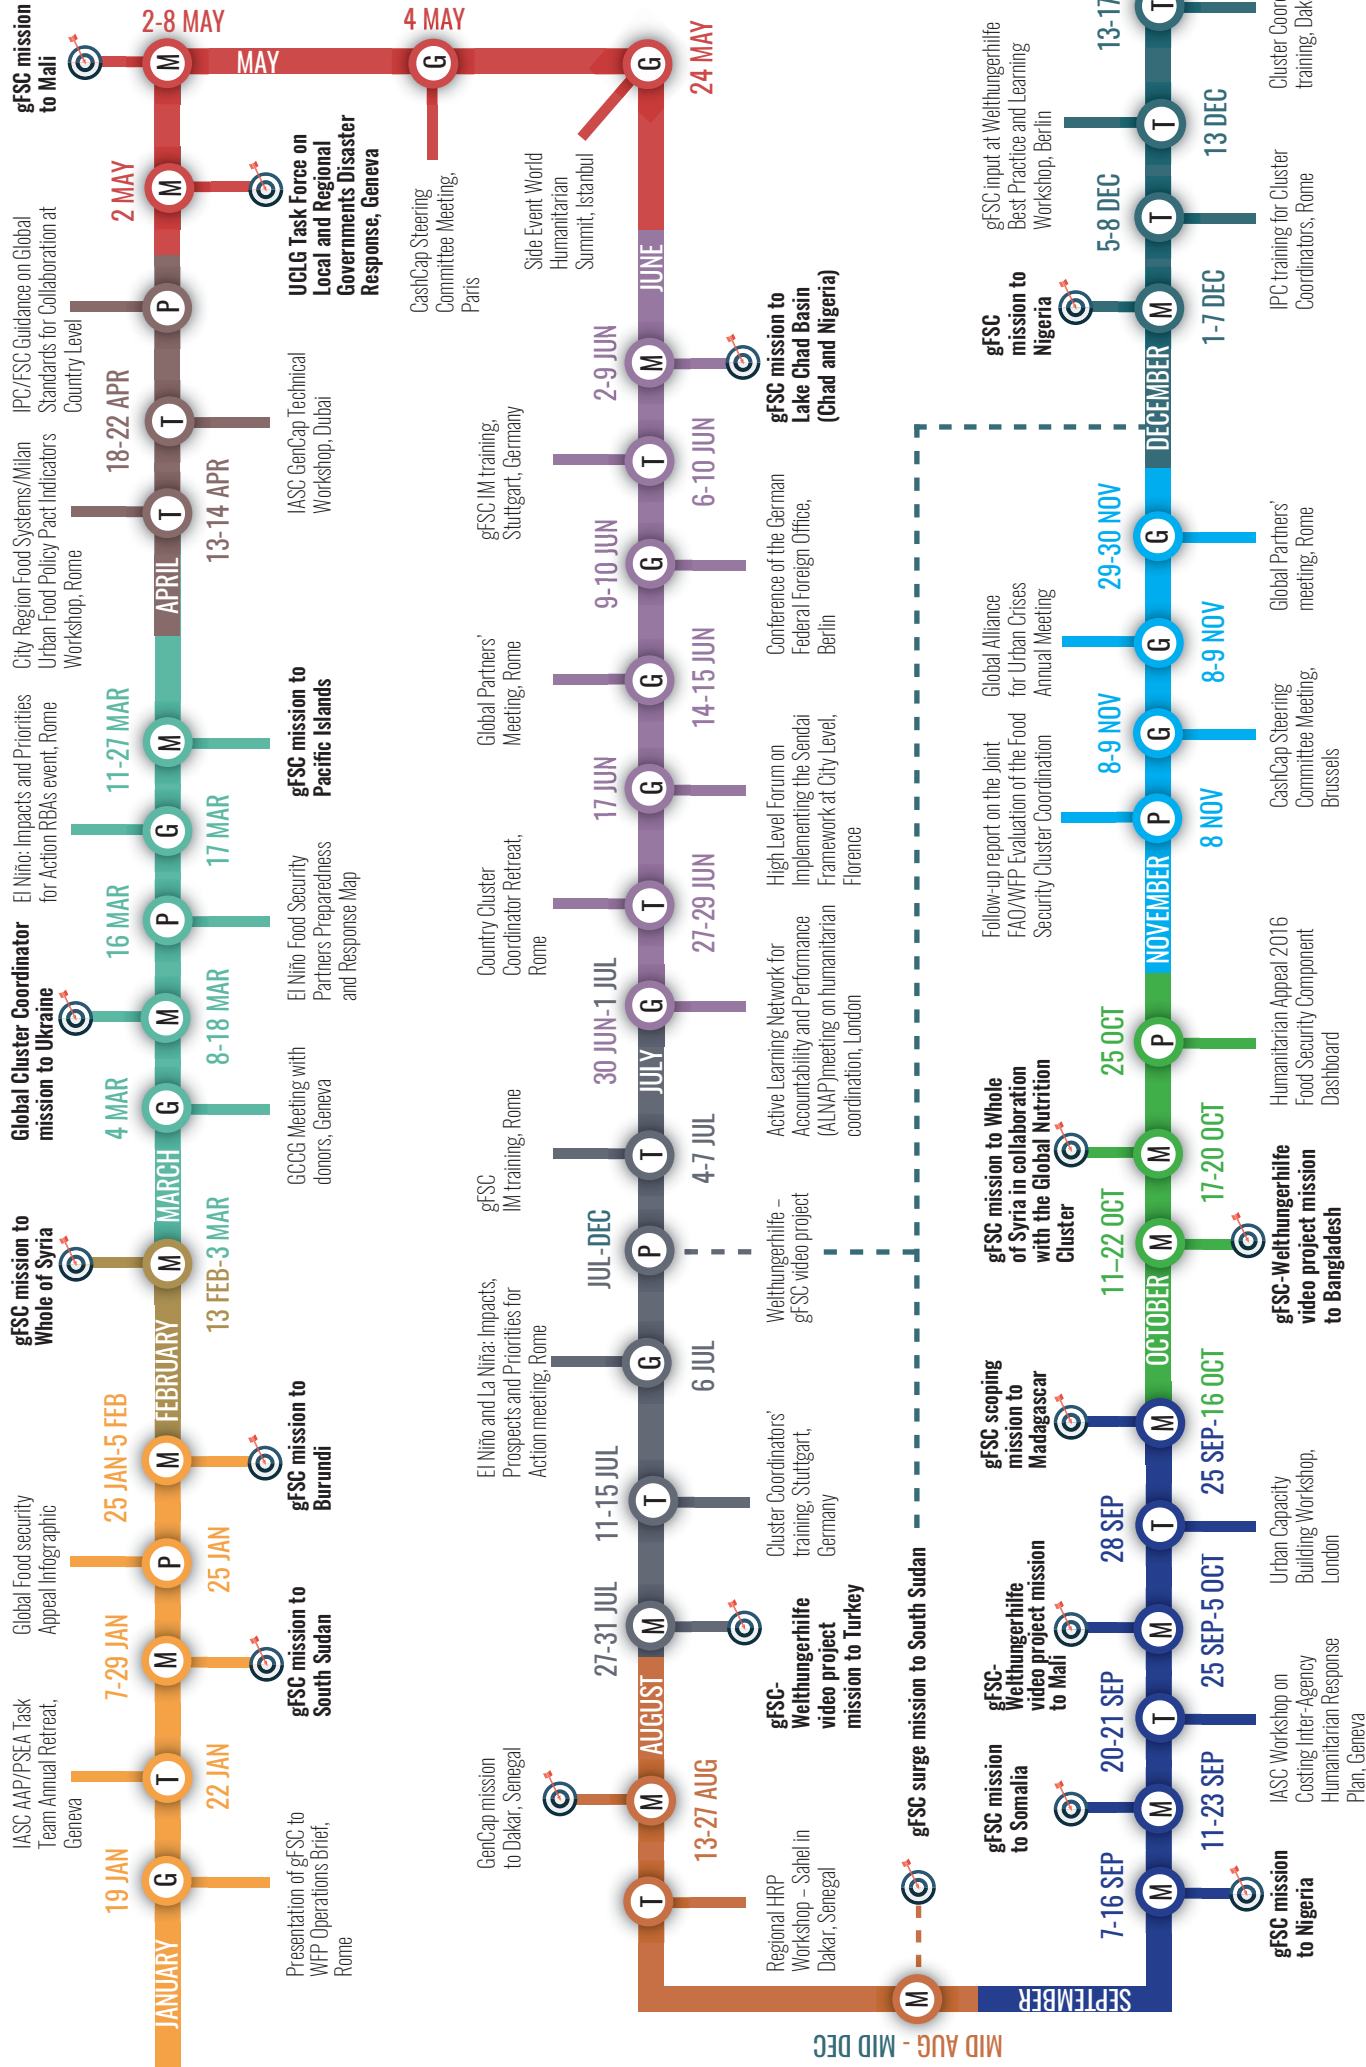 JANUARY
19 JAN
G
Presentation of gFSC to
WFP Operations Brief,
Rome
IASC AAP/PSEA Task
Team Annual Retreat,
Geneva
T
22 JAN
7-29 JAN
M
gFSC mission to
South Sudan
Global Food security
Appeal Infographic
P
25 JAN
25 JAN-5 FEB
M
gFSC mission to
Burundi
FEBRUARY
gFSC mission to
Whole of Syria
M
13 FEB-3 MAR
MARCH
4 MAR
G
GCCG Meeting with
donors, Geneva
Global Cluster Coordinator
mission to Ukraine
M
8-18 MAR
16 MAR
P
El Niño Food Security
Partners Preparedness
and Response Map
El Niño: Impacts and Priorities
for Action RBAs event, Rome
G
17 MAR
11-27 MAR
M
gFSC mission to
Pacific Islands
APRIL
City Region Food Systems/Milan
Urban Food Policy Pact Indicators
Workshop, Rome
T
13-14 APR
18-22 APR
T
IASC GenCap Technical
Workshop, Dubai
IPC/FSC Guidance on Global
Standards for Collaboration at
Country Level
P
2 MAY
M
UCLG Task Force on
Local and Regional
Governments Disaster
Response, Geneva
gFSC mission
to Mali
M
2-8 MAY
MAY
4 MAY
G
CashCap Steering
Committee Meeting,
Paris
G
24 MAY
Side Event World
Humanitarian
Summit, Istanbul
JUNE
2-9 JUN
M
gFSC mission to
Lake Chad Basin
(Chad and Nigeria)
gFSC IM training,
Stuttgart, Germany
T
6-10 JUN
9-10 JUN
G
Conference of the German
Federal Foreign Office,
Berlin
Global Partners'
Meeting, Rome
G
14-15 JUN
17 JUN
G
High Level Forum on
Implementing the Sendai
Framework at City Level,
Florence
Country Cluster
Coordinator Retreat,
Rome
T
27-29 JUN
30 JUN-1 JUL
G
Active Learning Network for
Accountability and Performance
(ALNAP)meeting on humanitarian
coordination, London
JULY
gFSC
IM training, Rome
T
4-7 JUL
JUL-DEC
P
Welthungerhilfe –
gFSC video project
El Niño and La Niña: Impacts,
Prospects and Priorities for
Action meeting, Rome
G
6 JUL
11-15 JUL
T
Cluster Coordinators'
training, Stuttgart,
Germany
27-31 JUL
M
gFSC-
Welthungerhilfe
video project
mission to Turkey
AUGUST
GenCap mission
to Dakar, Senegal
M
13-27 AUG
T
Regional HRP
Workshop – Sahel in
Dakar, Senegal
MID AUG - MID DEC
M
gFSC surge mission to South Sudan
SEPTEMBER
7-16 SEP
M
gFSC mission
to Nigeria
gFSC mission
to Somalia
M
11-23 SEP
20-21 SEP
T
IASC Workshop on
Costing Inter-Agency
Humanitarian Response
Plan, Geneva
gFSC-
Welthungerhilfe
video project mission
to Mali
M
25 SEP-5 OCT
28 SEP
T
Urban Capacity
Building Workshop,
London
gFSC scoping
mission to
Madagascar
M
25 SEP-16 OCT
OCTOBER
11–22 OCT
M
gFSC-Welthungerhilfe
video project mission
to Bangladesh
gFSC mission to Whole
of Syria in collaboration
with the Global Nutrition
Cluster
M
17-20 OCT
25 OCT
P
Humanitarian Appeal 2016
Food Security Component
Dashboard
NOVEMBER
Follow-up report on the Joint
FAO/WFP Evaluation of the Food
Security Cluster Coordination
P
8 NOV
8-9 NOV
G
CashCap Steering
Committee Meeting,
Brussels
Global Alliance
for Urban Crises
Annual Meeting
G
8-9 NOV
29-30 NOV
G
Global Partners'
meeting, Rome
DECEMBER
gFSC
mission to
Nigeria
M
1-7 DEC
5-8 DEC
T
IPC training for Cluster
Coordinators, Rome
gFSC input at Welthungerhilfe
Best Practice and Learning
Workshop, Berlin
T
13 DEC
13-17
T
Cluster
training,